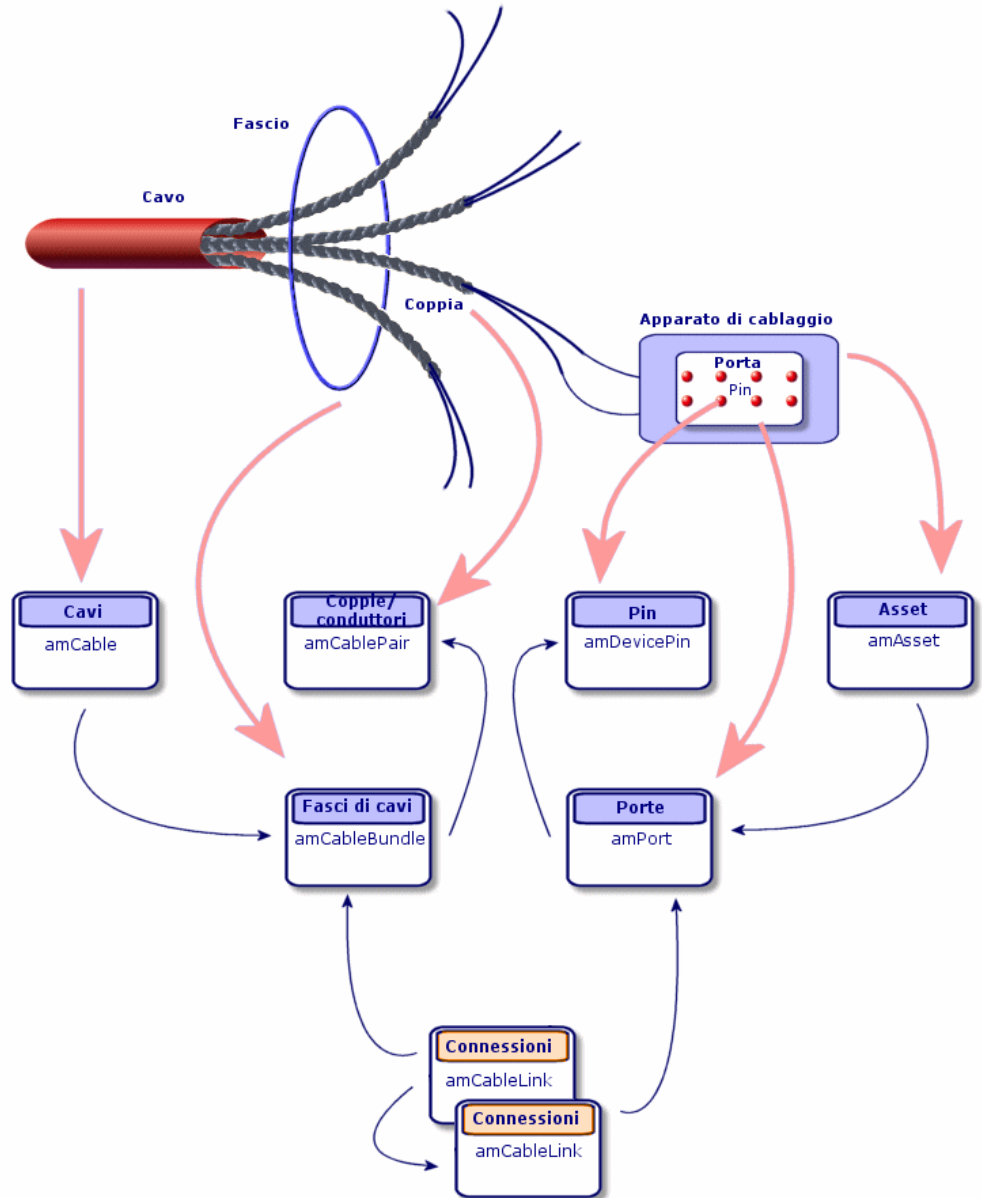 Fascio
Cavo
Coppia
Apparato di cablaggio
Porta
Pin
Cavi
amCable
Coppie/
conduttori
amCablePair
Pin
amDevicePin
Asset
amAsset
Fasci di cavi
amCableBundle
Porte
amPort
Connessioni
amCableLink
Connessioni
amCableLink